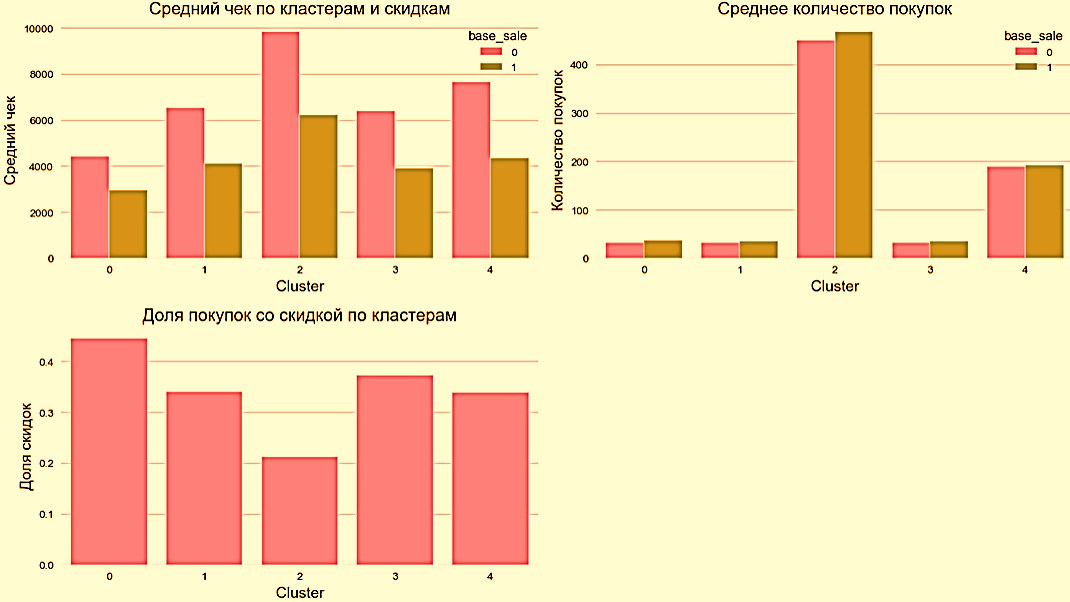 Средний чек по кластерам и скидкам
10000
8000
6000
4000
2000
0
Средний чек
base_sale
0
1
0 1 2 3 4
Cluster
Среднее количество покупок
400
300
200
100
0
Количество покупок
base_sale
0
1
0 1 2 3 4
Cluster
Доля покупок со скидкой по кластерам
0.4
0.3
0.2
0.1
0.0
Доля скидок
0 1 2 3 4
Cluster